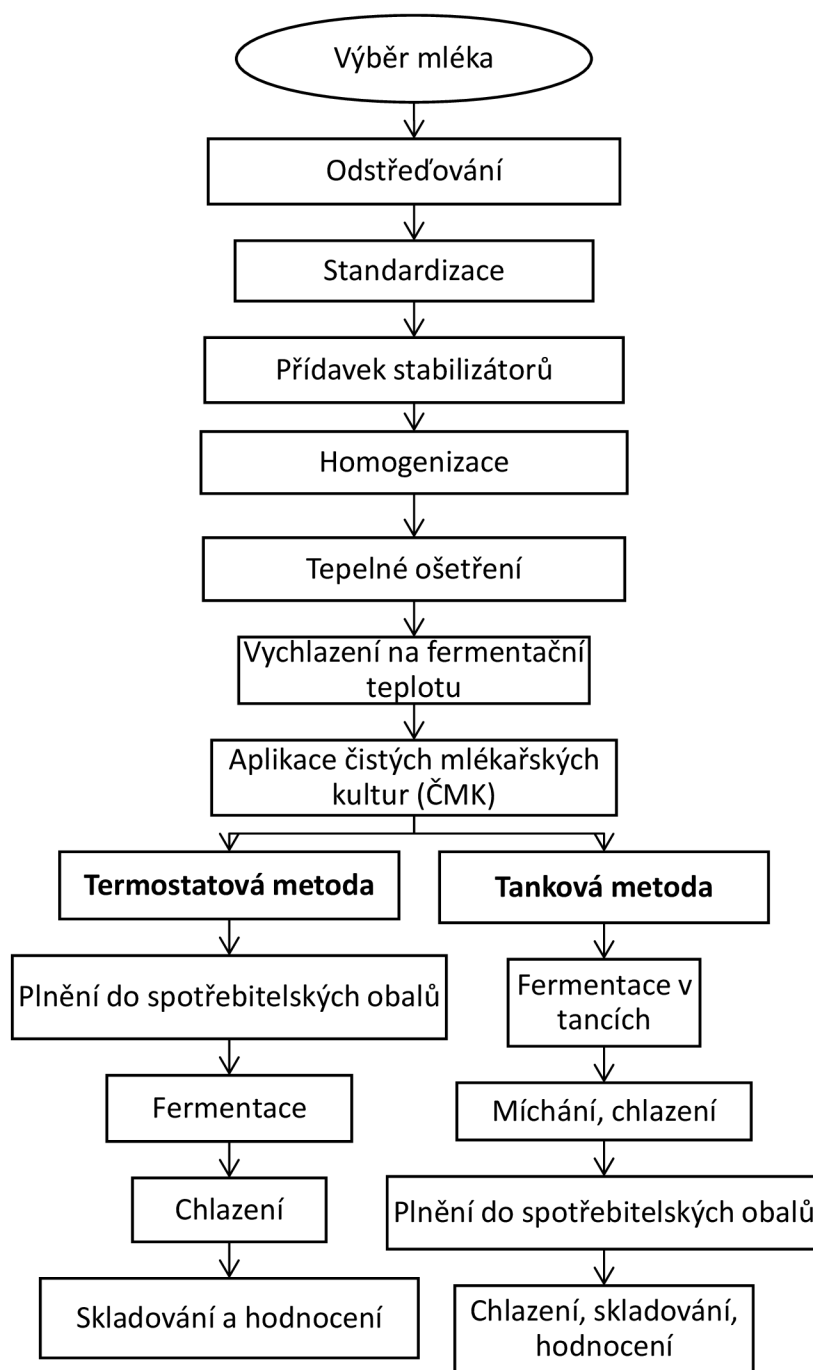 Výběr mléka
Odstřeďování
Standardizace
Přídavek stabilizátorů
Homogenizace
Tepelné ošetření
Vychlazení na fermentační
teplotu
Aplikace čistých mlékařských
kultur (ČMK)
Termostatová metoda
Plnění do spotřebitelských obalů
Fermentace
Chlazení
Skladování a hodnocení
Tanková metoda
Fermentace v
tancích
Míchání, chlazení
Plnění do spotřebitelských obalů
Chlazení, skladování,
hodnocení